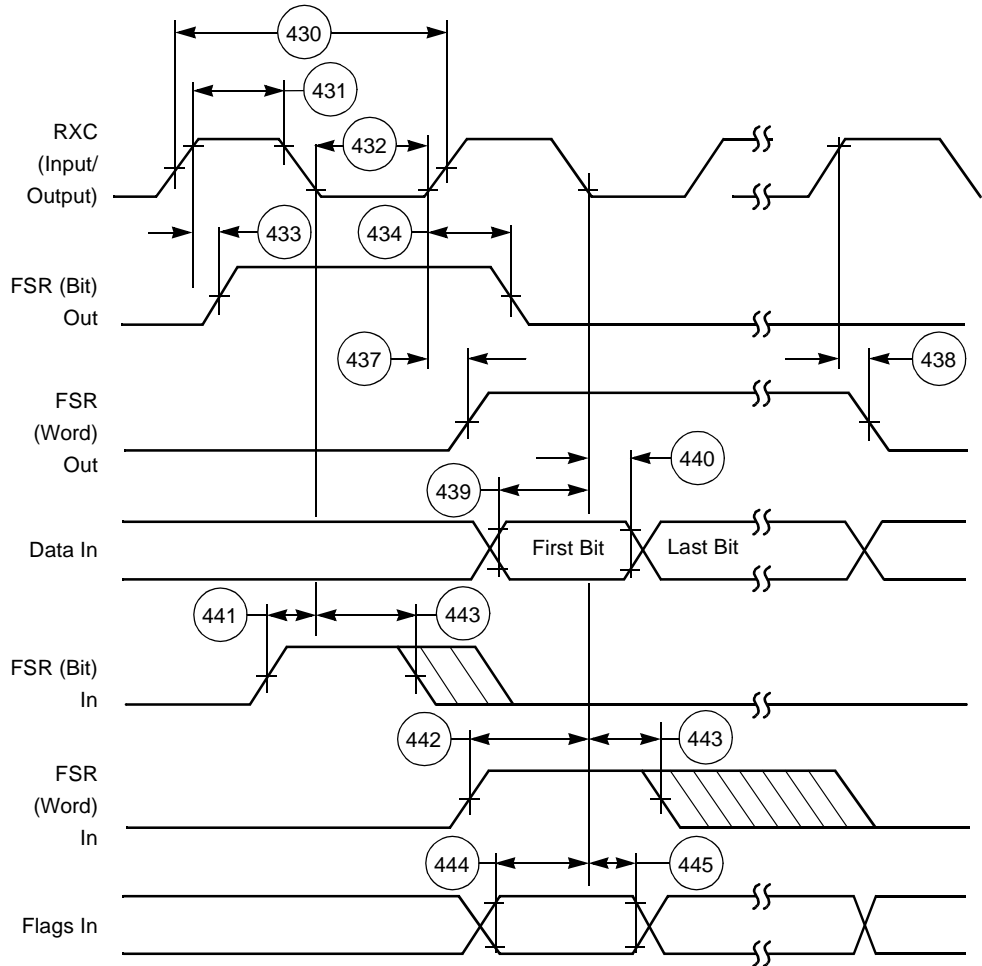 430
431
RXC
(Input/
Output)
432
433
434
FSR (Bit)
Out
437
438
FSR
(Word)
Out
440
439
Data In
First Bit
Last Bit
441
443
FSR (Bit)
In
442
443
FSR
(Word)
In
444
445
Flags In